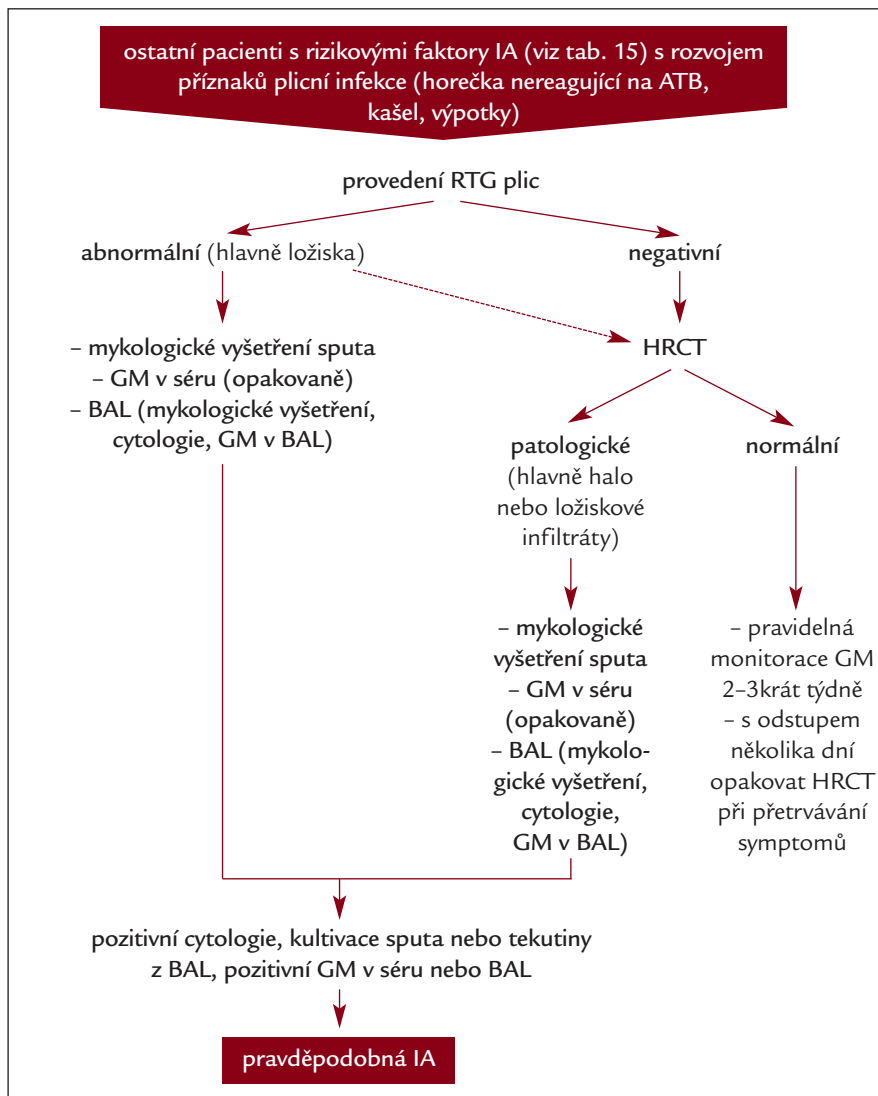 ostatní pacienti s rizikovými faktory IA (viz tab. 15) s rozvojem
příznaků plicní infekce (horečka nereagující na ATB,
kašel, výpotky)
provedení RTG plic
abnormální (hlavně ložiska)
negativní
– mykologické vyšetření sputa
– GM v séru (opakovaně)
– BAL (mykologické vyšetření,
cytologie, GM v BAL)
HRCT
patologické
(hlavně halo
nebo ložiskové
infiltráty)
normální
– mykologické
vyšetření sputa
– GM v séru
(opakovaně)
– BAL (mykolo-
gické vyšetření,
cytologie,
GM v BAL)
– pravidelná
monitorace GM
2–3krát týdně
– s odstupem
několika dní
opakovat HRCT
při přetrvávání
symptomů
pozitivní cytologie, kultivace sputa nebo tekutiny
z BAL, pozitivní GM v séru nebo BAL
pravděpodobná IA